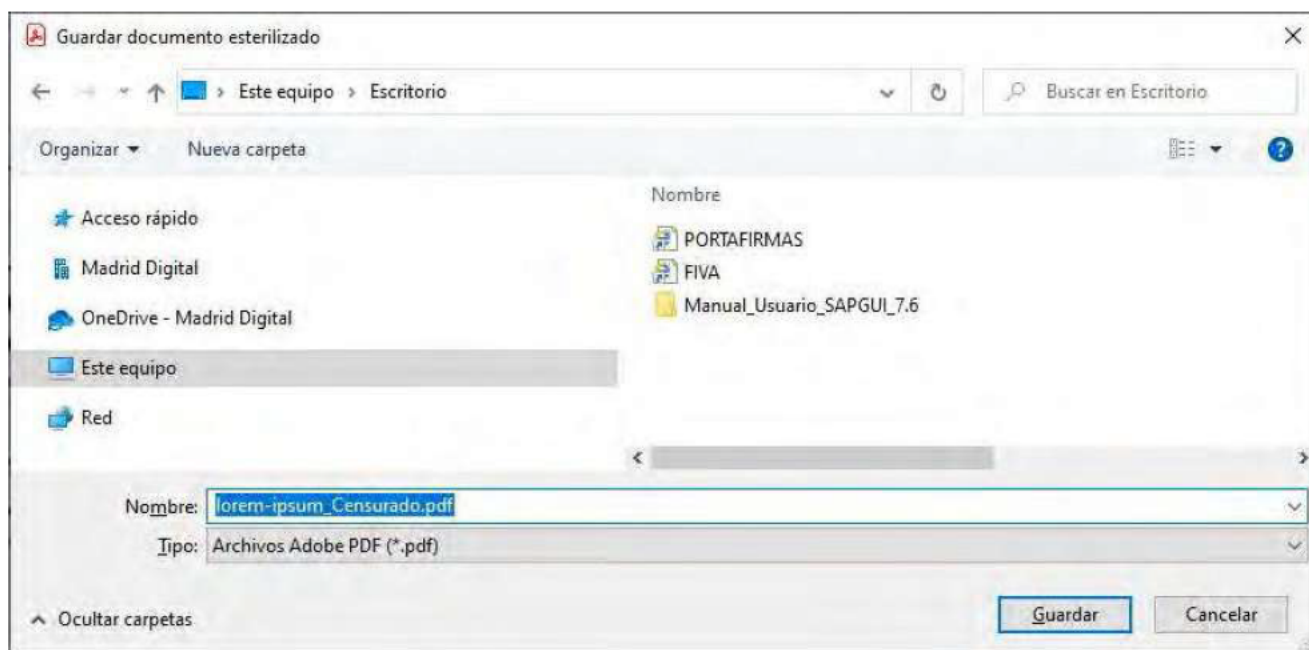 Guardar documento esterilizado
Este equipo > Escritorio
Buscar en Escritorio
Organizar
Nueva carpeta
Acceso rápido
Madrid Digital
OneDrive - Madrid Digital
Este equipo
Red
Nombre
PORTAFIRMAS
FIVA
Manual_Usuario_SAPGUI_7.6
Nombre: lorem-ipsum_Censurado.pdf
Tipo: Archivos Adobe PDF (*.pdf)
Ocultar carpetas
Guardar
Cancelar